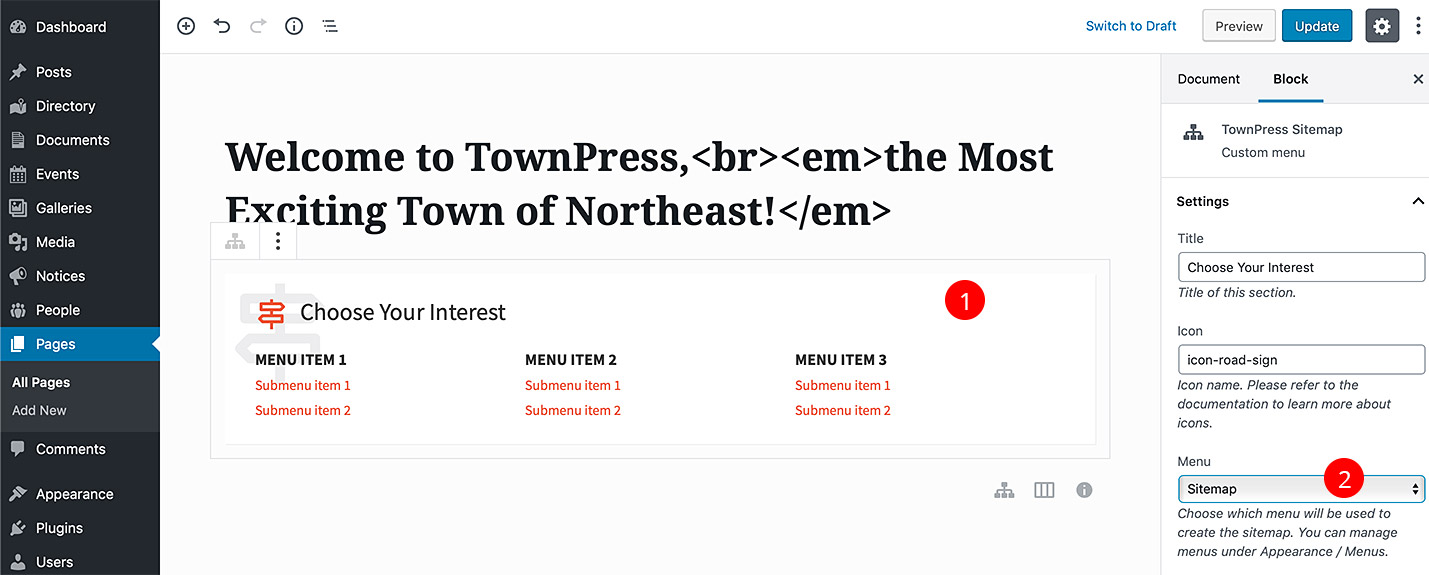 Dashboard
Posts
Directory
Documents
Events
Galleries
Media
Notices
People
Pages
All Pages
Add New
Comments
Appearance
Plugins
Users
Switch to Draft
Preview
Update
Welcome to TownPress,<br><em>the Most
Exciting Town of Northeast!</em>
Choose Your Interest
1
MENU ITEM 1
Submenu item 1
Submenu item 2
MENU ITEM 2
Submenu item 1
Submenu item 2
MENU ITEM 3
Submenu item 1
Submenu item 2
Document
Block
TownPress Sitemap
Custom menu
Settings
Title
Choose Your Interest
Title of this section.
Icon
icon-road-sign
Icon name. Please refer to the
documentation to learn more about
icons.
Menu
2
Sitemap
Choose which menu will be used to
create the sitemap. You can manage
menus under Appearance / Menus.